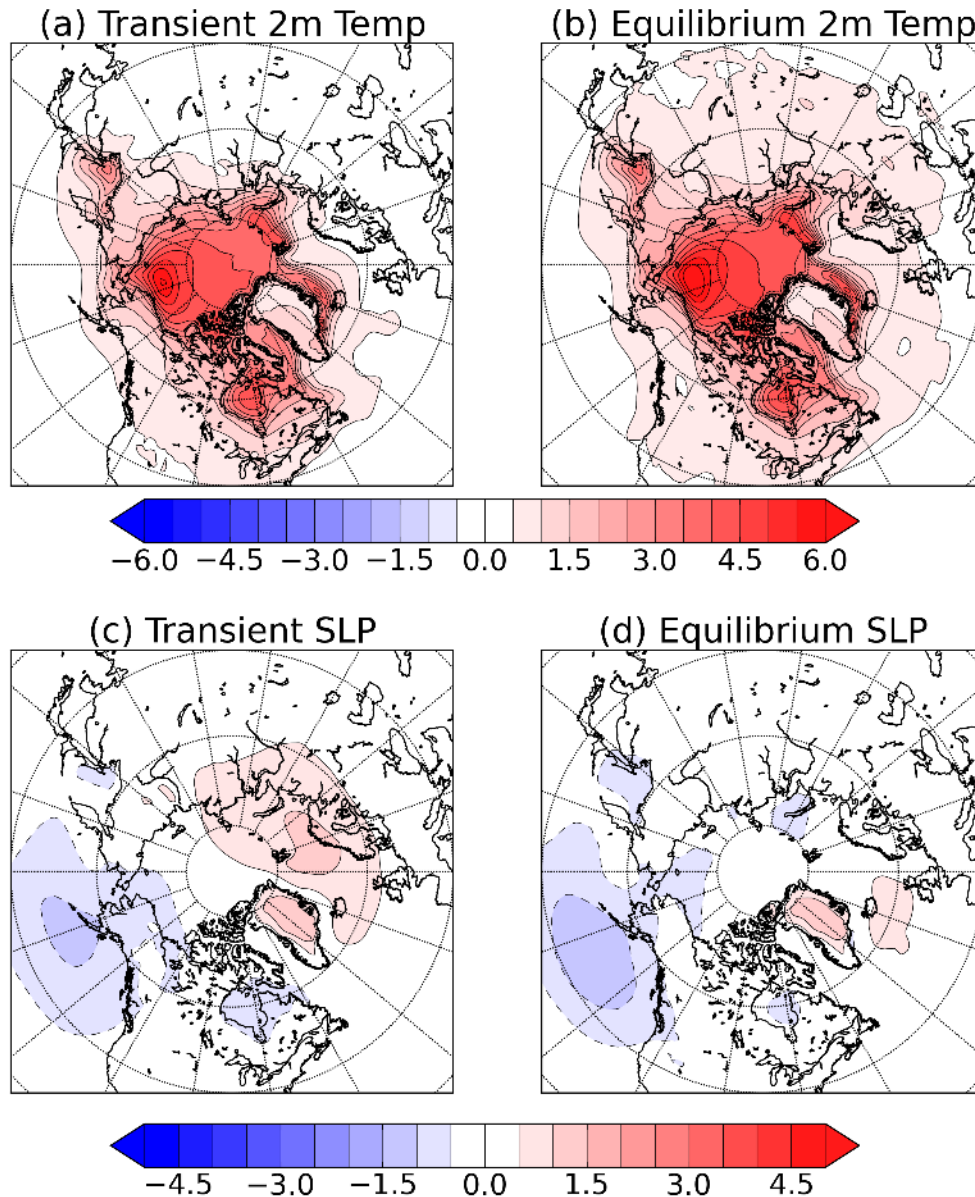 (a) Transient 2m Temp
(b) Equilibrium 2m Temp
−6.0 −4.5 −3.0 −1.5 0.0 1.5 3.0 4.5 6.0
(c) Transient SLP
(d) Equilibrium SLP
−4.5 −3.0 −1.5 0.0 1.5 3.0 4.5